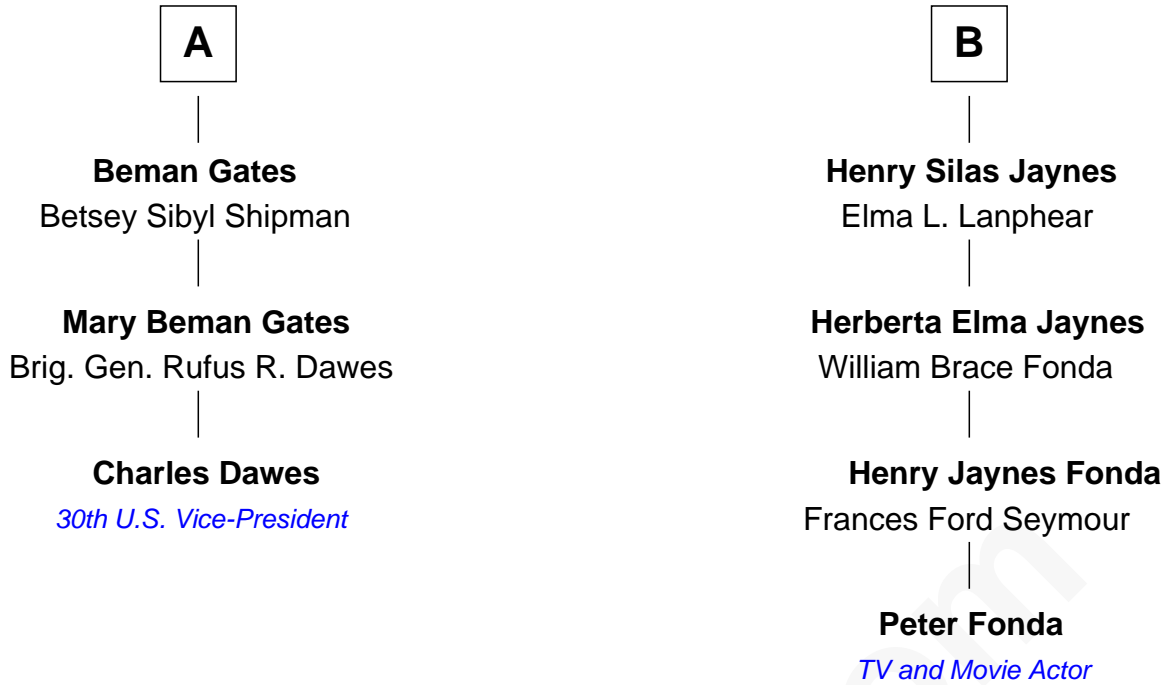 A
Beman Gates
Betsey Sibyl Shipman
Mary Beman Gates
Brig. Gen. Rufus R. Dawes
Charles Dawes
30th U.S. Vice-President
B
Henry Silas Jaynes
Elma L. Lanphear
Herberta Elma Jaynes
William Brace Fonda
Henry Jaynes Fonda
Frances Ford Seymour
Peter Fonda
TV and Movie Actor